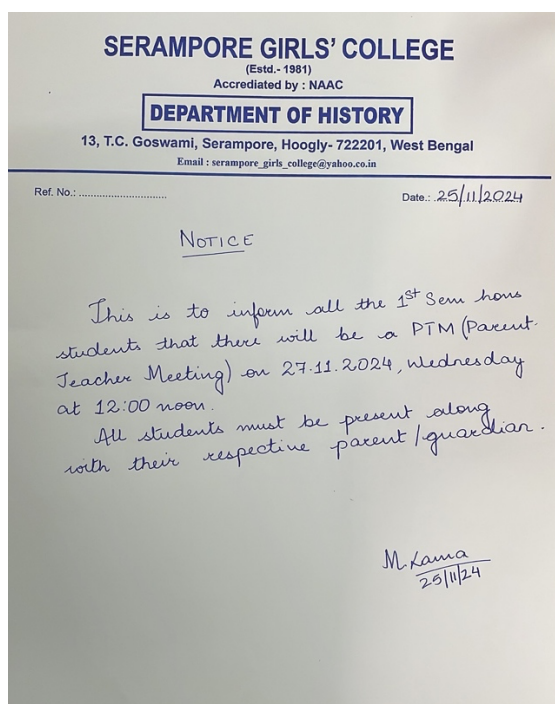 SERAMPORE GIRLS' COLLEGE
(Estd.- 1981)
Accrediated by : NAAC
DEPARTMENT OF HISTORY
13, T.C. Goswami, Serampore, Hoogly- 722201, West Bengal
Email : serampore_girls_college@yahoo.co.in
Ref. No.: .............................. Date.: 25/11/2024
NOTICE
This is to inform all the 1st Sem hons
students that there will be a PTM (Parent-
Teacher Meeting) on 27.11.2024, Wednesday
at 12:00 noon.
All students must be present along
with their respective parent/guardian.
M.
25/11/24